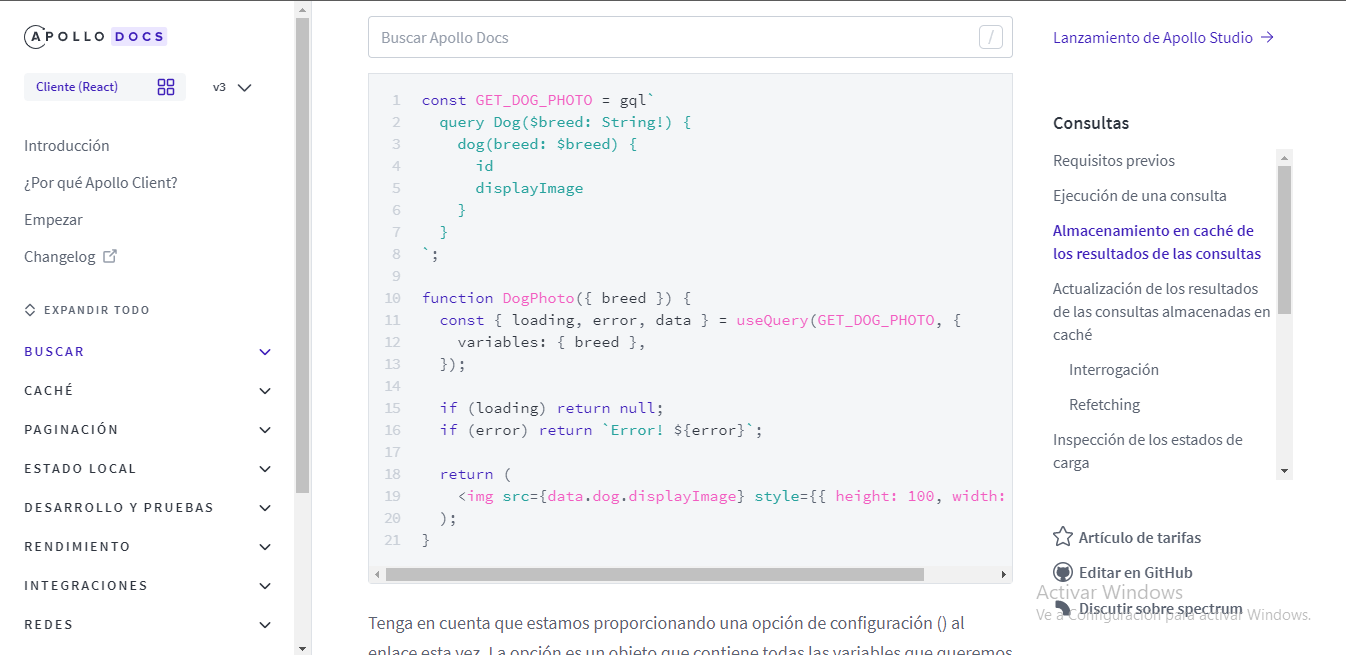 APOLLO DOCS
Cliente (React)
v3
Introducción
¿Por qué Apollo Client?
Empezar
Changelog
EXPANDIR TODO
BUSCAR
CACHÉ
PAGINACIÓN
ESTADO LOCAL
DESARROLLO Y PRUEBAS
RENDIMIENTO
INTEGRACIONES
REDES
Buscar Apollo Docs /
1 const GET_DOG_PHOTO = gql`
2 query Dog($breed: String!) {
3 dog(breed: $breed) {
4 id
5 displayImage
6 }
7 }
8 `;
9
10 function DogPhoto({ breed }) {
11 const { loading, error, data } = useQuery(GET_DOG_PHOTO, {
12 variables: { breed },
13 });
14
15 if (loading) return null;
16 if (error) return `Error! ${error}`;
17
18 return (
19 <img src={data.dog.displayImage} style={{ height: 100, width:
20 );
21 }
Tenga en cuenta que estamos proporcionando una opción de configuración () al
enlace esta vez. La opción es un objeto que contiene todas las variables que queremos
Lanzamiento de Apollo Studio →
Consultas
Requisitos previos
Ejecución de una consulta
Almacenamiento en caché de
los resultados de las consultas
Actualización de los resultados
de las consultas almacenadas en
caché
Interrogación
Refetching
Inspección de los estados de
carga
Artículo de tarifas
Editar en GitHub
Discutir sobre spectrum
Activar Windows
Ve a Configuración para activar Windows.